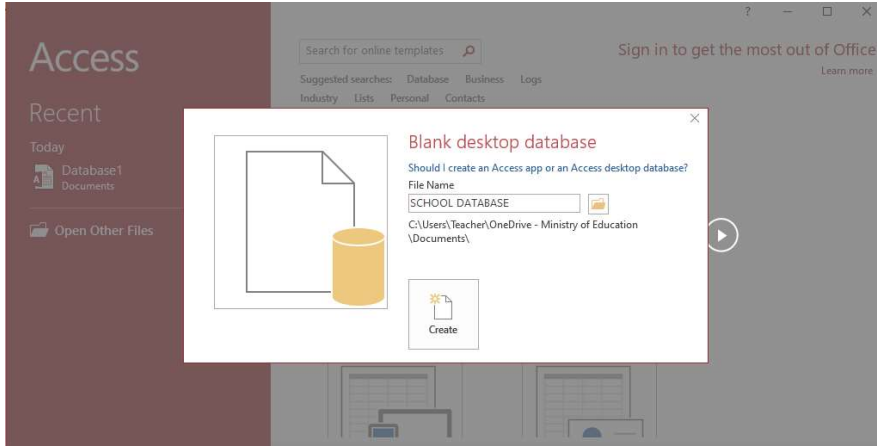 ?
Access
Search for online templates
Sign in to get the most out of Office
Learn more
Suggested searches: Database Business Logs
Industry Lists Personal Contacts
Recent
Today
Database1
Documents
Open Other Files
Blank desktop database
Should I create an Access app or an Access desktop database?
File Name
SCHOOL DATABASE
C:\Users\Teacher\OneDrive - Ministry of Education
\Documents\
Create